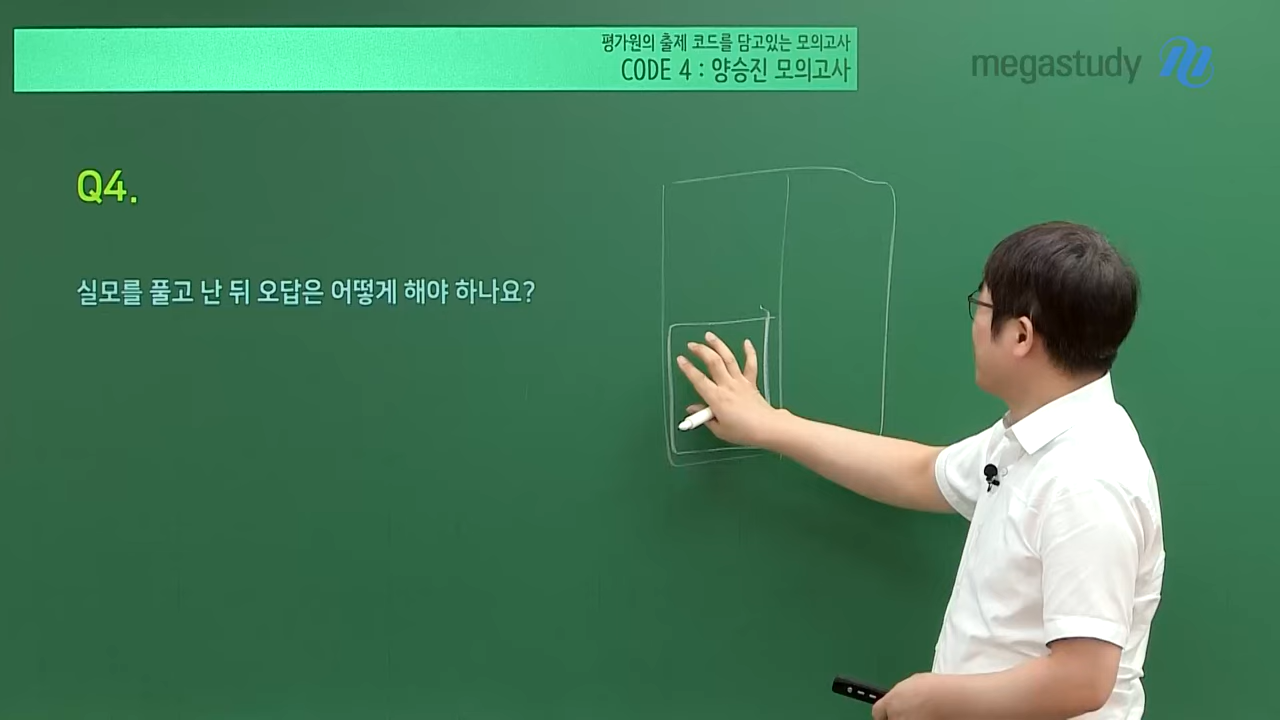 평가원의 출제 코드를 담고있는 모의고사
CODE 4 : 양승진 모의고사
megastudy
Q4.
실모를 풀고 난 뒤 오답은 어떻게 해야 하나요?